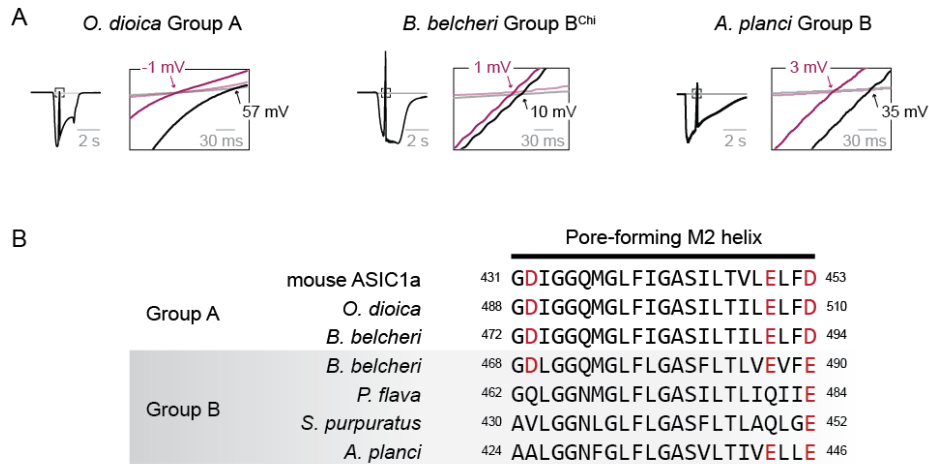 A
O. dioica Group A
B. belcheri Group B^Chi
A. planci Group B
-1 mV
57 mV
2 s
30 ms
1 mV
10 mV
2 s
30 ms
3 mV
35 mV
2 s
30 ms
B
Pore-forming M2 helix
mouse ASIC1a 431 GDIGGQMGLFIGASILTVLELFD 453
Group A
O. dioica 488 GDIGGQMGLFIGASILTILELFD 510
B. belcheri 472 GDIGGQMGLFIGASILTILELFD 494
Group B
B. belcheri 468 GDLGGNMGLFLGASFLTLVEVFE 490
P. flava 462 GQLGGNMGLFLGASFLTLIQIIE 484
S. purpuratus 430 AVLGGNLGLFLGASFLTLAQLGE 452
A. planci 424 AALGGNFGLFLGASVLTIVELLE 446